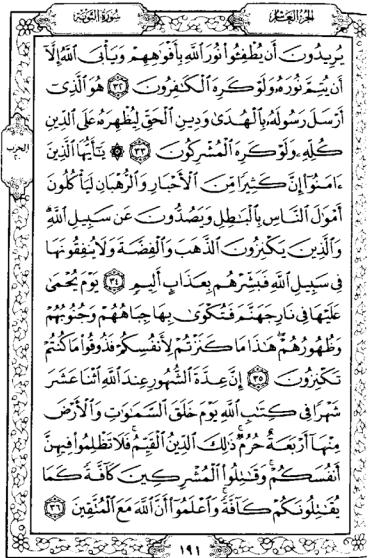 الجزء العاشر
سورة التوبة
يُرِيدُونَ أَن يُطْفِـُٔوا۟ نُورَ ٱللَّهِ بِأَفْوَٰهِهِمْ وَيَأْبَى ٱللَّهُ إِلَّآ
أَن يُتِمَّ نُورَهُۥ وَلَوْ كَرِهَ ٱلْكَٰفِرُونَ ٣٢ هُوَ ٱلَّذِىٓ
أَرْسَلَ رَسُولَهُۥ بِٱلْهُدَىٰ وَدِينِ ٱلْحَقِّ لِيُظْهِرَهُۥ عَلَى ٱلدِّينِ
كُلِّهِۦ وَلَوْ كَرِهَ ٱلْمُشْرِكُونَ ٣٣ ۞ يَٰٓأَيُّهَا ٱلَّذِينَ
ءَامَنُوٓا۟ إِنَّ كَثِيرًا مِّنَ ٱلْأَحْبَارِ وَٱلرُّهْبَانِ لَيَأْكُلُونَ
أَمْوَٰلَ ٱلنَّاسِ بِٱلْبَٰطِلِ وَيَصُدُّونَ عَن سَبِيلِ ٱللَّهِ ۗ
وَٱلَّذِينَ يَكْنِزُونَ ٱلذَّهَبَ وَٱلْفِضَّةَ وَلَا يُنفِقُونَهَا
فِى سَبِيلِ ٱللَّهِ فَبَشِّرْهُم بِعَذَابٍ أَلِيمٍ ٣٤ يَوْمَ يُحْمَىٰ
عَلَيْهَا فِى نَارِ جَهَنَّمَ فَتُكْوَىٰ بِهَا جِبَاهُهُمْ وَجُنُوبُهُمْ
وَظُهُورُهُمْ ۖ هَٰذَا مَا كَنَزْتُمْ لِأَنفُسِكُمْ فَذُوقُوا۟ مَا كُنتُمْ
تَكْنِزُونَ ٣٥ إِنَّ عِدَّةَ ٱلشُّهُورِ عِندَ ٱللَّهِ ٱثْنَا عَشَرَ
شَهْرًا فِى كِتَٰبِ ٱللَّهِ يَوْمَ خَلَقَ ٱلسَّمَٰوَٰتِ وَٱلْأَرْضَ
مِنْهَآ أَرْبَعَةٌ حُرُمٌ ۚ ذَٰلِكَ ٱلدِّينُ ٱلْقَيِّمُ ۚ فَلَا تَظْلِمُوا۟ فِيهِنَّ
أَنفُسَكُمْ ۚ وَقَٰتِلُوا۟ ٱلْمُشْرِكِينَ كَآفَّةً كَمَا
يُقَٰتِلُونَكُمْ كَآفَّةً ۚ وَٱعْلَمُوٓا۟ أَنَّ ٱللَّهَ مَعَ ٱلْمُتَّقِينَ ٣٦
الحزب
١٩١